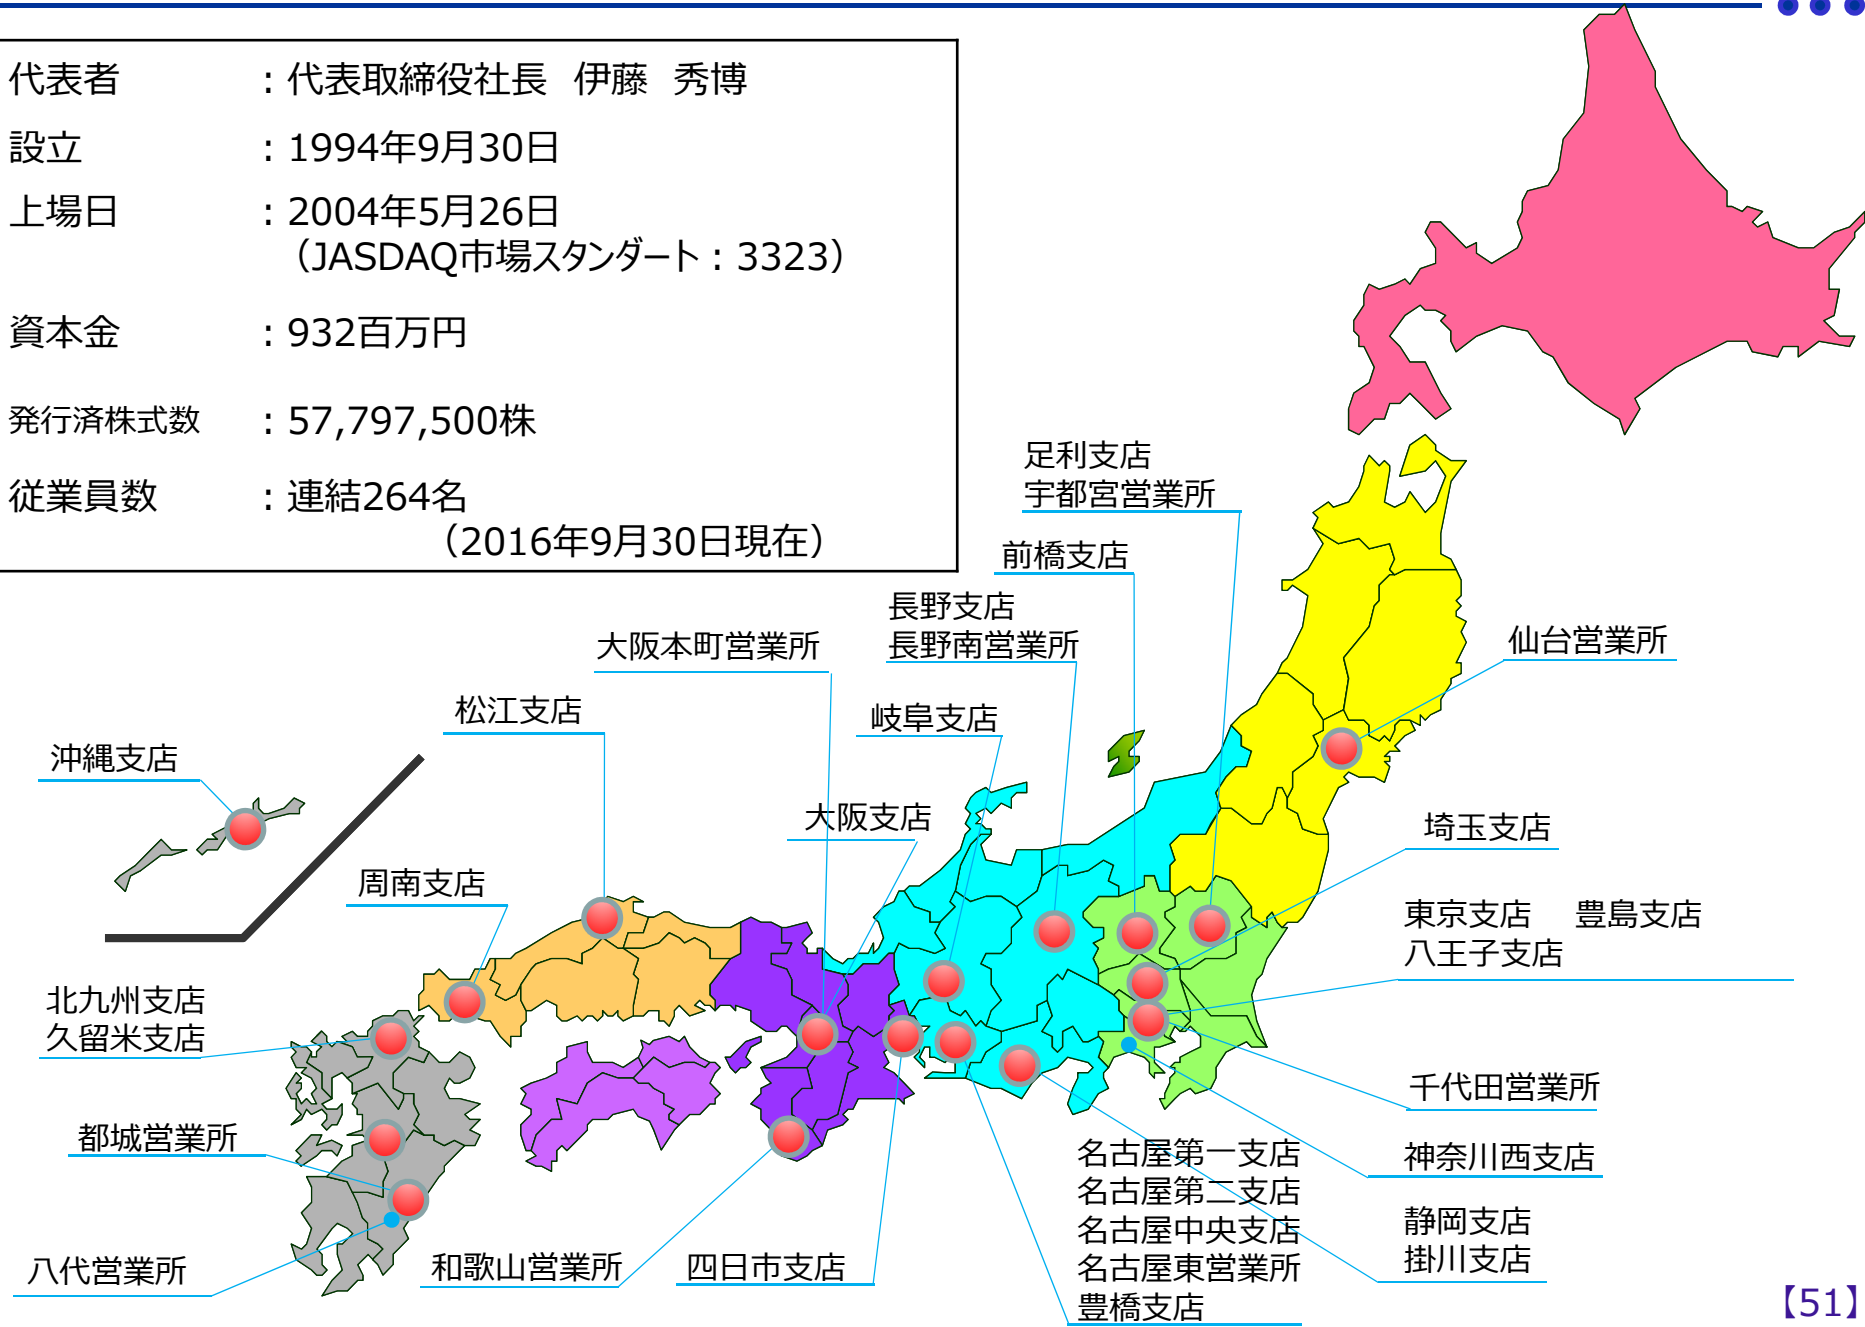 代表者　：代表取締役社長　伊藤　秀博
設立　：1994年9月30日
上場日　：2004年5月26日
（JASDAQ市場スタンダート：3323）
資本金　：932百万円
発行済株式数　：57,797,500株
従業員数　：連結264名
（2016年9月30日現在）
足利支店
宇都宮営業所
前橋支店
長野支店
長野南営業所
大阪本町営業所
仙台営業所
松江支店
岐阜支店
沖縄支店
大阪支店
埼玉支店
周南支店
東京支店　豊島支店
八王子支店
北九州支店
久留米支店
千代田営業所
都城営業所
神奈川西支店
名古屋第一支店
名古屋第二支店
名古屋中央支店
名古屋東営業所
豊橋支店
静岡支店
掛川支店
八代営業所
和歌山営業所
四日市支店
【51】